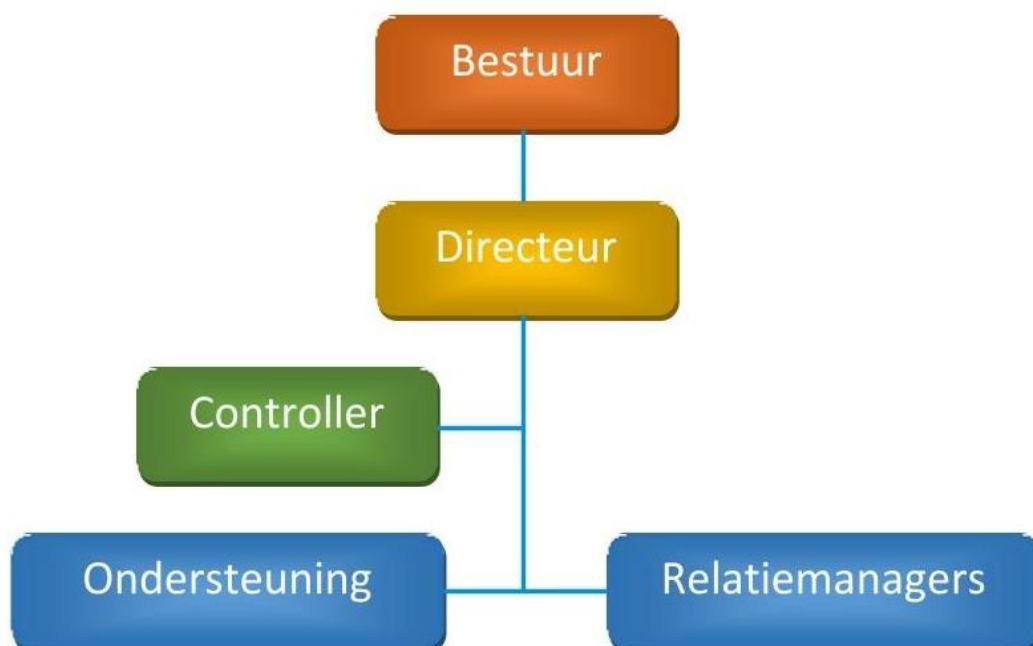 Bestuur
Directeur
Controller
Ondersteuning
Relatiemanagers